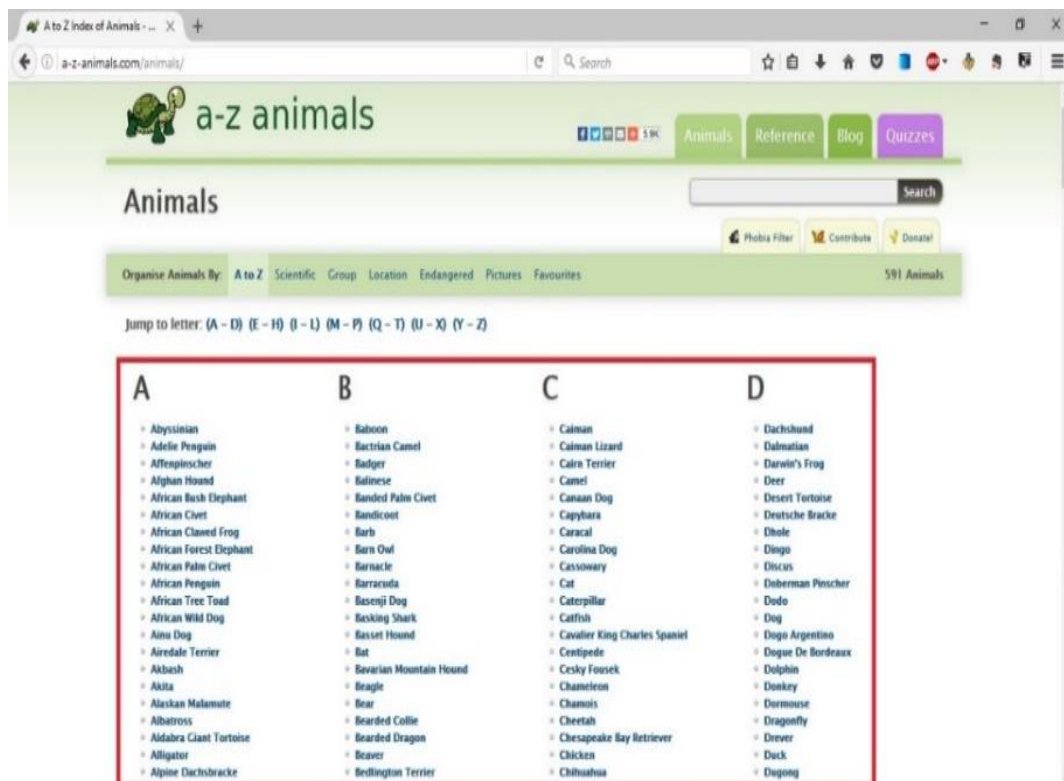 A to Z Index of Animals - ...
a-z-animals.com/animals/
Search
a-z animals
5.8K
Animals
Reference
Blog
Quizzes
Animals
Search
Phobia Filter
Contribute
Donate!
Organise Animals By: A to Z Scientific Group Location Endangered Pictures Favourites
591 Animals
Jump to letter: (A – D) (E – H) (I – L) (M – P) (Q – T) (U – X) (Y – Z)
A
Abyssinian
Adelie Penguin
Affenpinscher
Afghan Hound
African Bush Elephant
African Civet
African Clawed Frog
African Forest Elephant
African Palm Civet
African Penguin
African Tree Toad
African Wild Dog
Ainu Dog
Airedale Terrier
Akbash
Akita
Alaskan Malamute
Albatross
Aldabra Giant Tortoise
Alligator
Alpine Dachsbracke
B
Baboon
Bactrian Camel
Badger
Balinese
Banded Palm Civet
Bandicoot
Barb
Barn Owl
Barnacle
Barracuda
Basenji Dog
Basking Shark
Basset Hound
Bat
Bavarian Mountain Hound
Beagle
Bear
Bearded Collie
Bearded Dragon
Beaver
Bedlington Terrier
C
Caiman
Caiman Lizard
Cairn Terrier
Camel
Canaan Dog
Capybara
Caracal
Carolina Dog
Cassowary
Cat
Caterpillar
Catfish
Cavalier King Charles Spaniel
Centipede
Cesky Fousek
Chameleon
Chamois
Cheetah
Chesapeake Bay Retriever
Chicken
Chihuahua
D
Dachshund
Dalmatian
Darwin's Frog
Deer
Desert Tortoise
Deutsche Bracke
Dhole
Dingo
Discus
Doberman Pinscher
Dodo
Dog
Dogo Argentino
Dogue De Bordeaux
Dolphin
Donkey
Dormouse
Dragonfly
Drever
Duck
Dugong